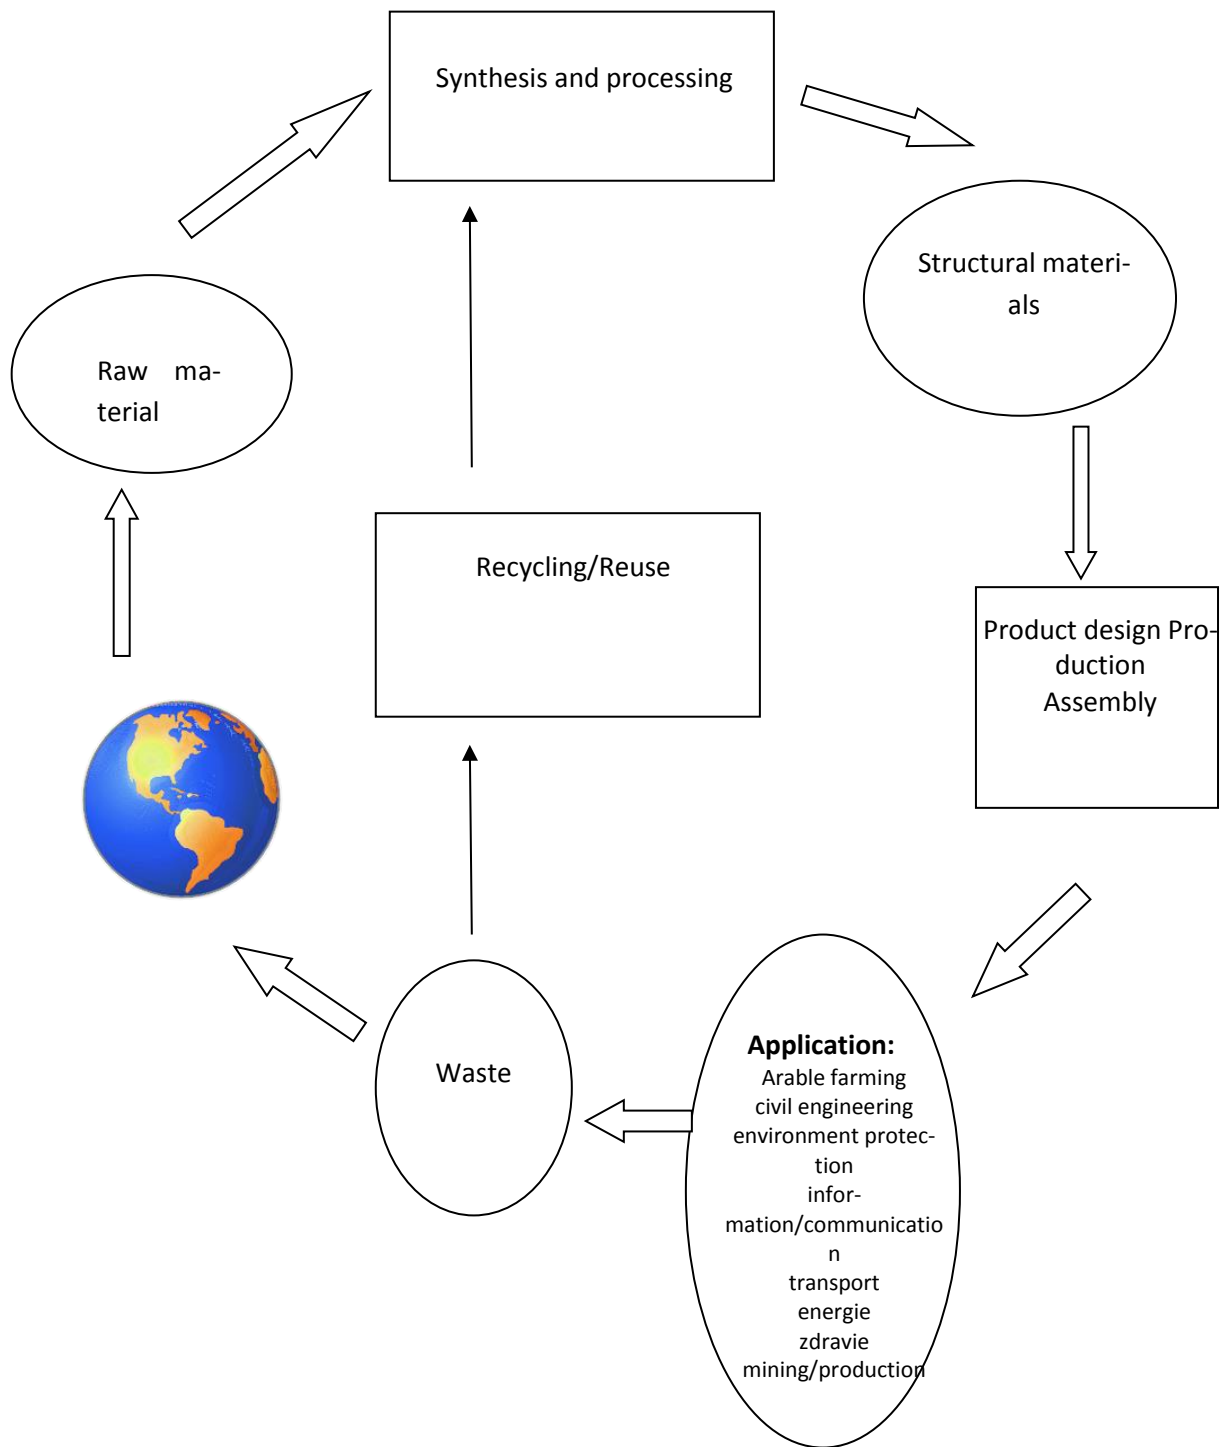 Synthesis and processing
Structural materi-
als
Raw ma-
terial
Recycling/Reuse
Product design Pro-
duction
Assembly
Waste
Application:
Arable farming
civil engineering
environment protec-
tion
infor-
mation/communicatio
n
transport
energie
zdravie
mining/production